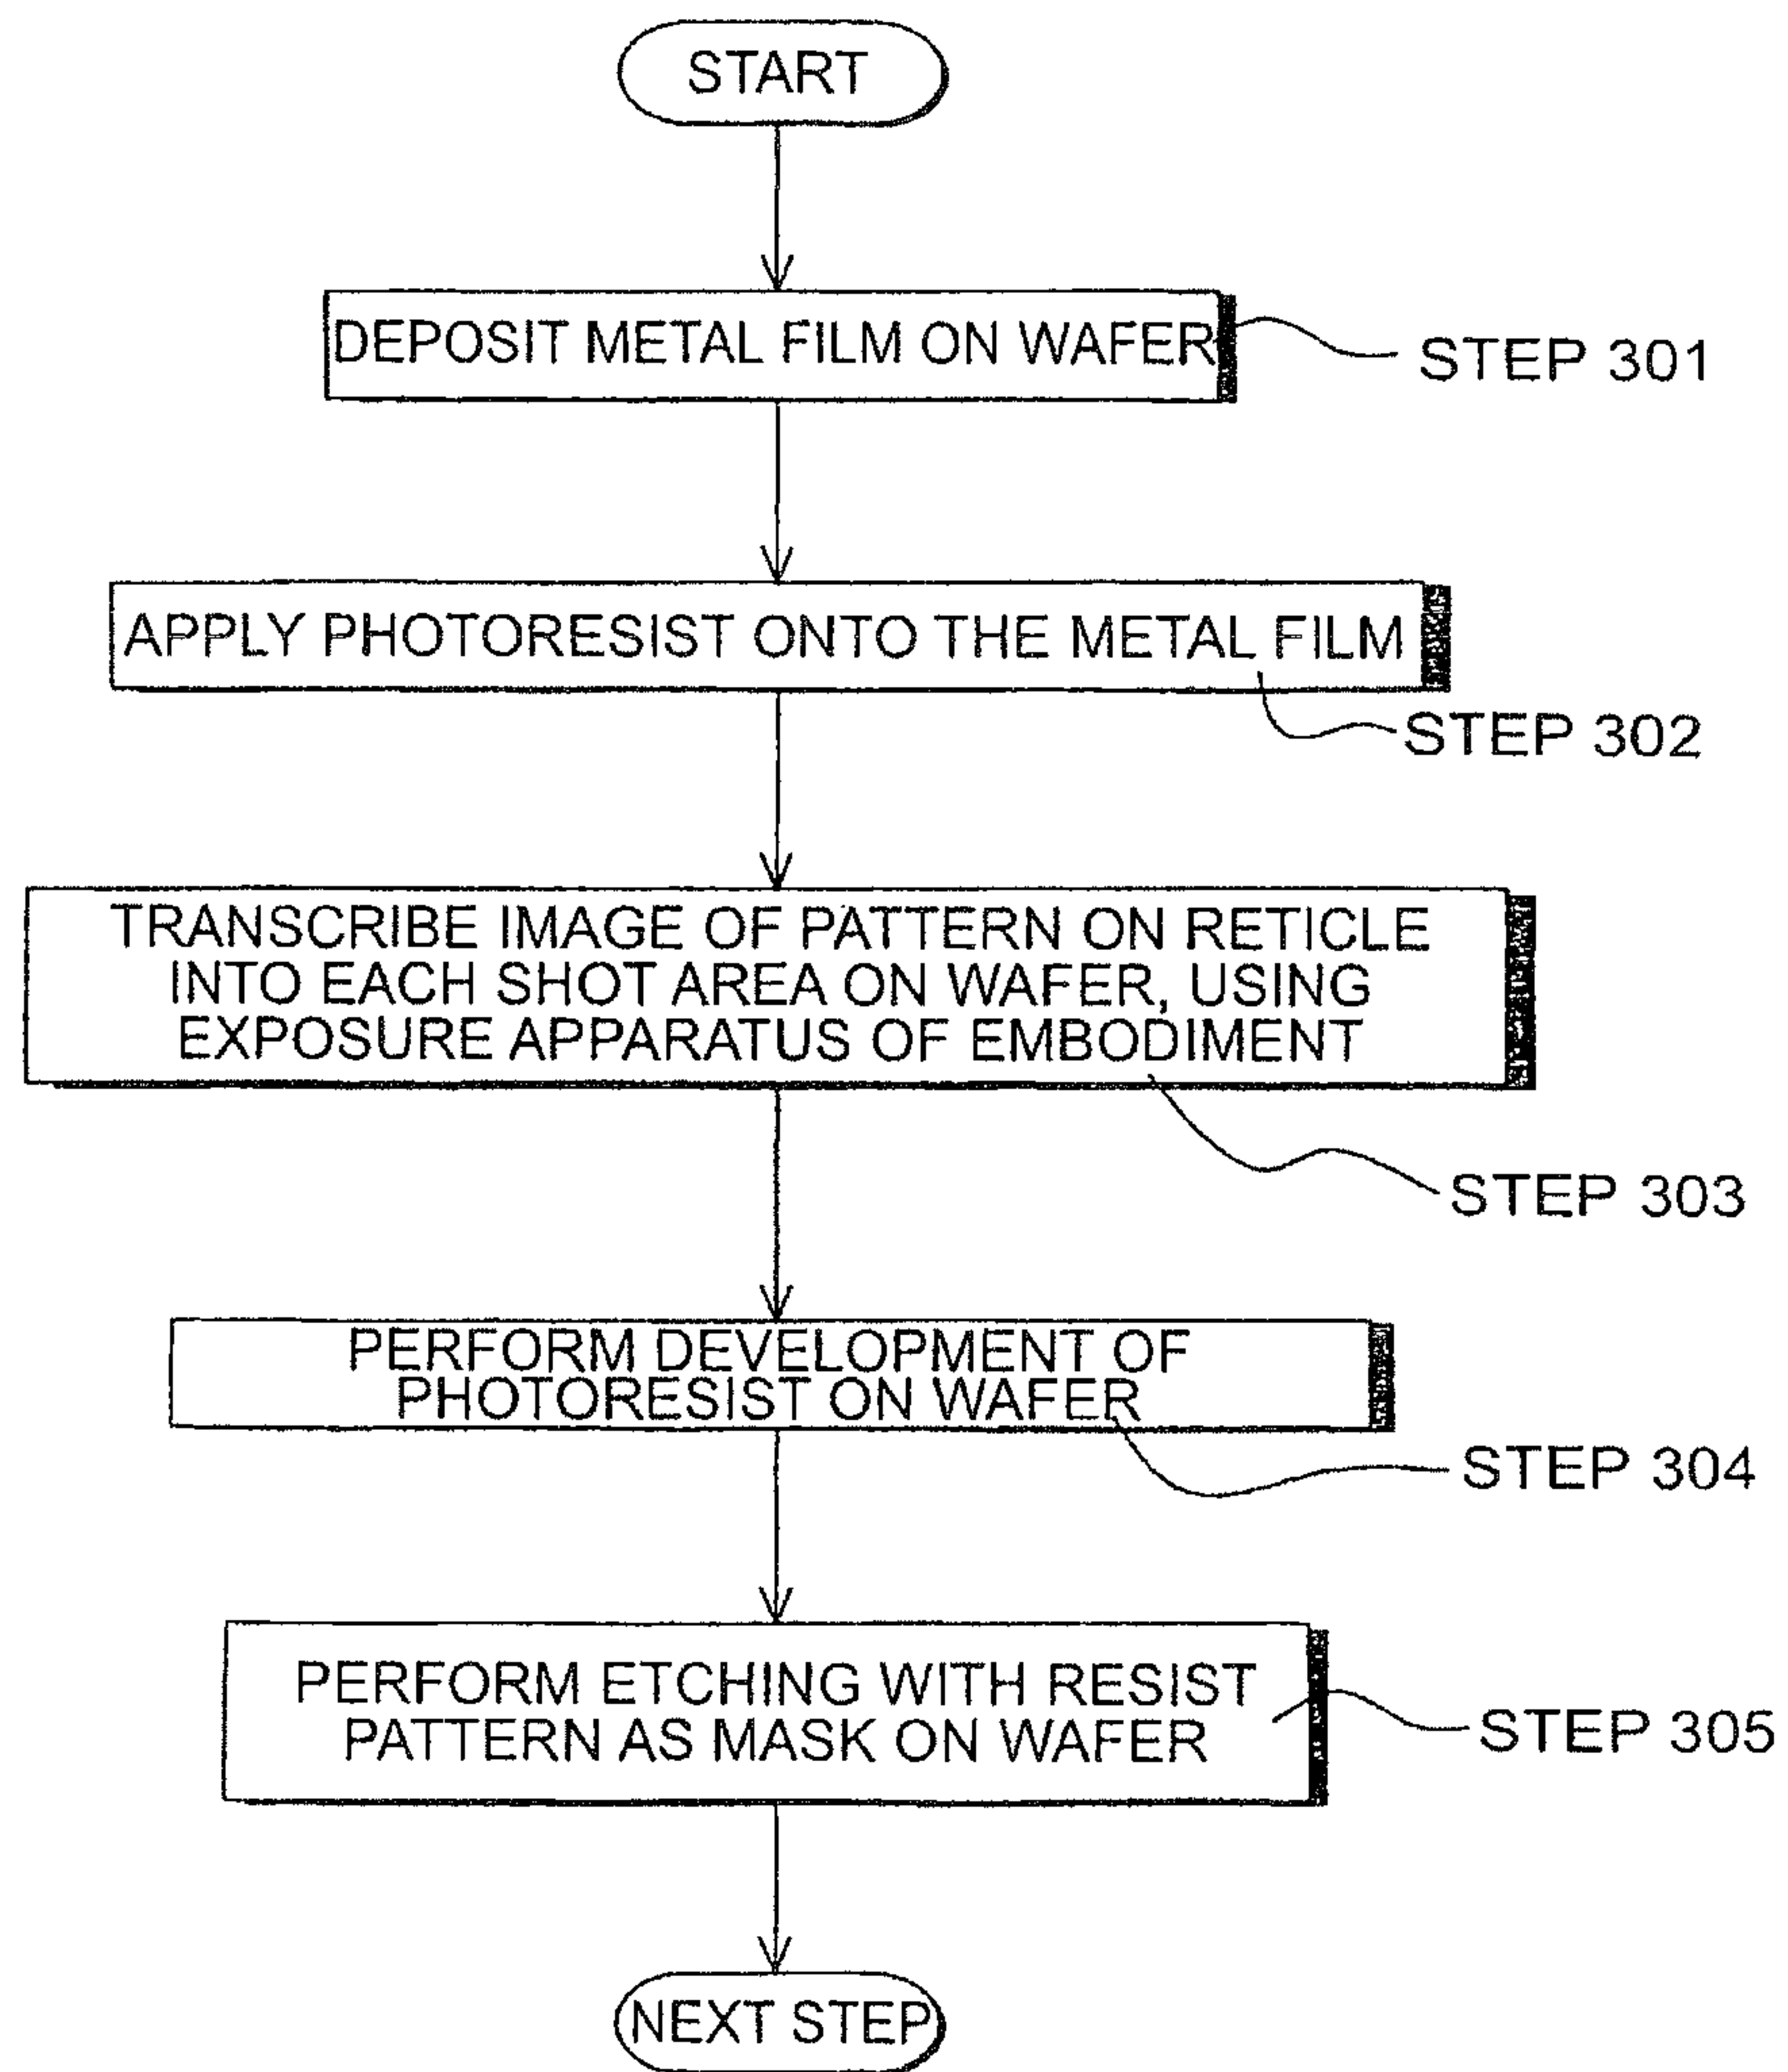 START
DEPOSIT METAL FILM ON WAFER
STEP 301
APPLY PHOTORESIST ONTO THE METAL FILM
STEP 302
TRANSCRIBE IMAGE OF PATTERN ON RETICLE
INTO EACH SHOT AREA ON WAFER, USING
EXPOSURE APPARATUS OF EMBODIMENT
STEP 303
PERFORM DEVELOPMENT OF
PHOTORESIST ON WAFER
STEP 304
PERFORM ETCHING WITH RESIST
PATTERN AS MASK ON WAFER
STEP 305
NEXT STEP